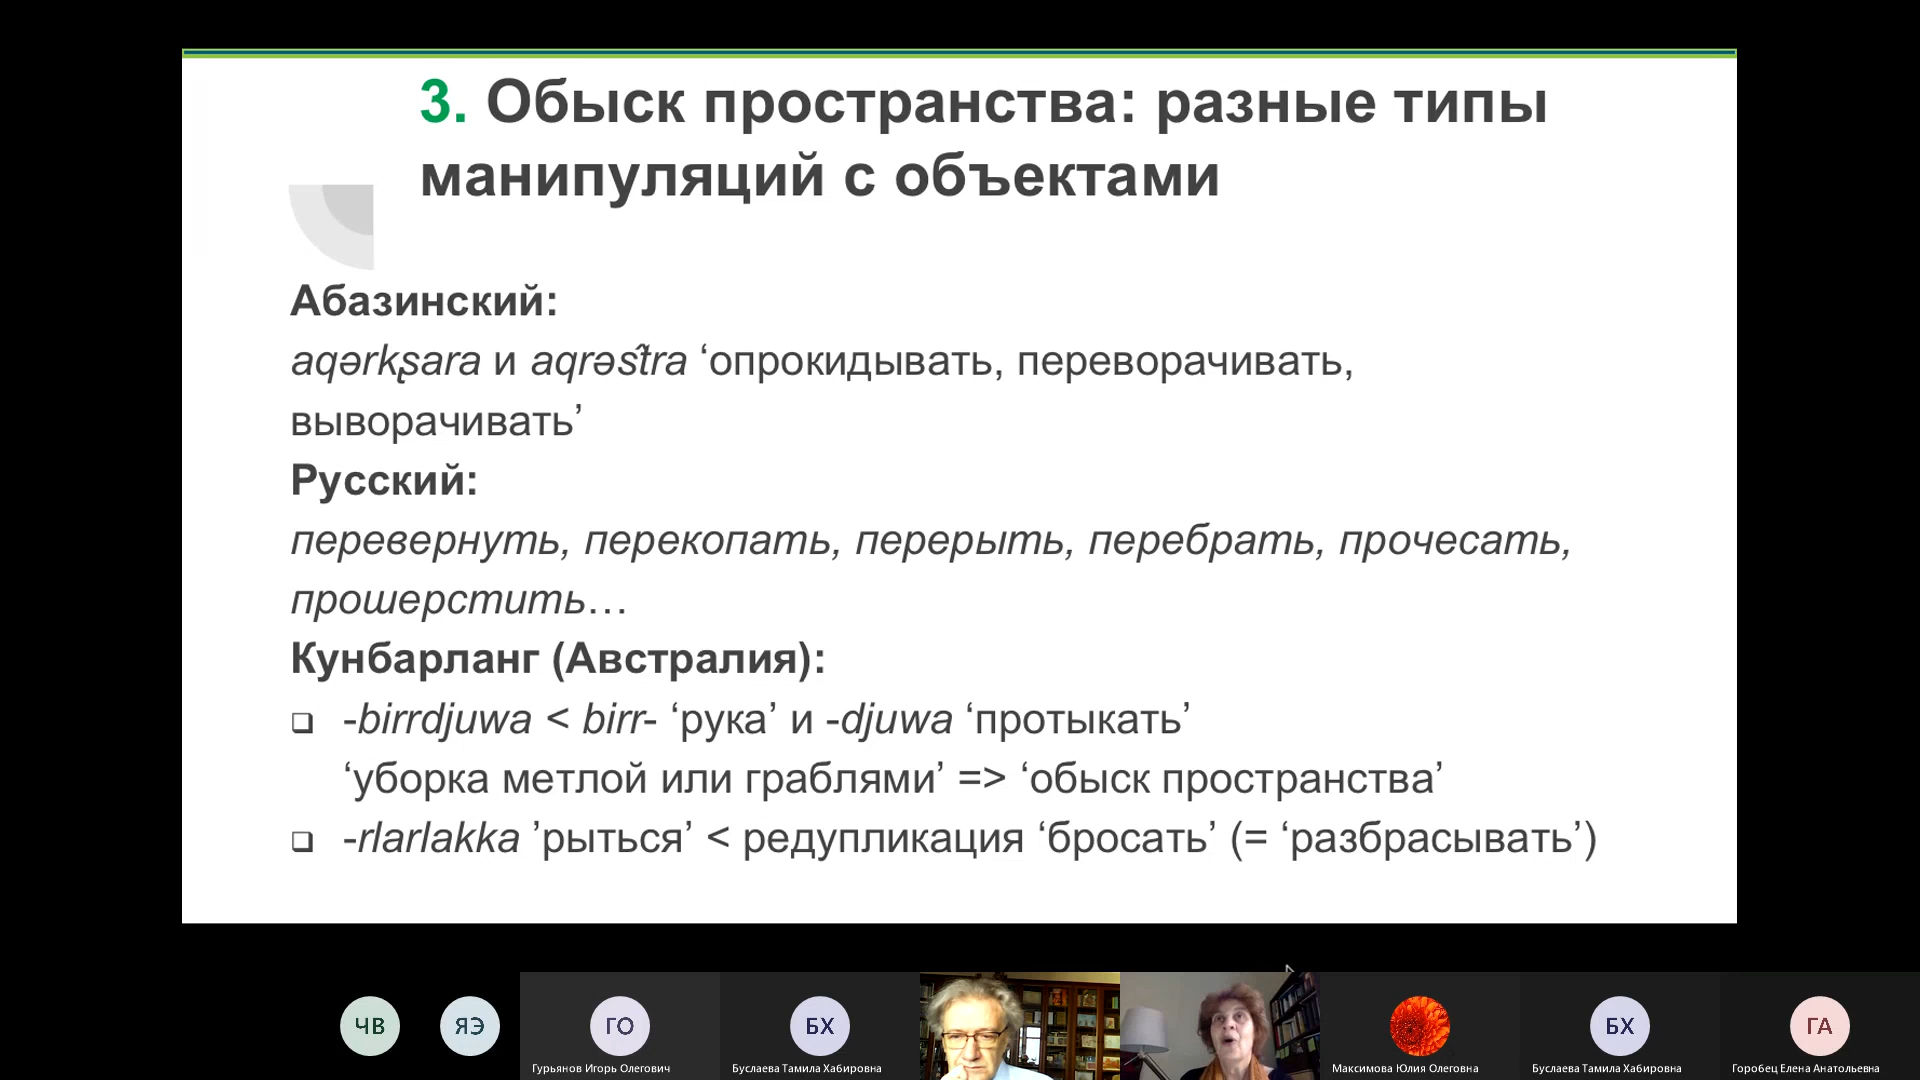 3. Обыск пространства: разные типы
манипуляций с объектами
Абазинский:
aqərkʂara и aqrəst̂ra ‘опрокидывать, переворачивать,
выворачивать’
Русский:
перевернуть, перекопать, перерыть, перебрать, прочесать,
прошерстить…
Кунбарланг (Австралия):
❑ -birrdjuwa < birr- ‘рука’ и -djuwa ‘протыкать’
‘уборка метлой или граблями’ => ‘обыск пространства’
❑ -rlarlakka ’рыться’ < редупликация ‘бросать’ (= ‘разбрасывать’)
ЧВ ЯЭ ГО БХ БХ ГА
Гурьянов Игорь Олегович Буслаева Тамила Хабировна Максимова Юлия Олеговна Буслаева Тамила Хабировна Горобец Елена Анатольевна